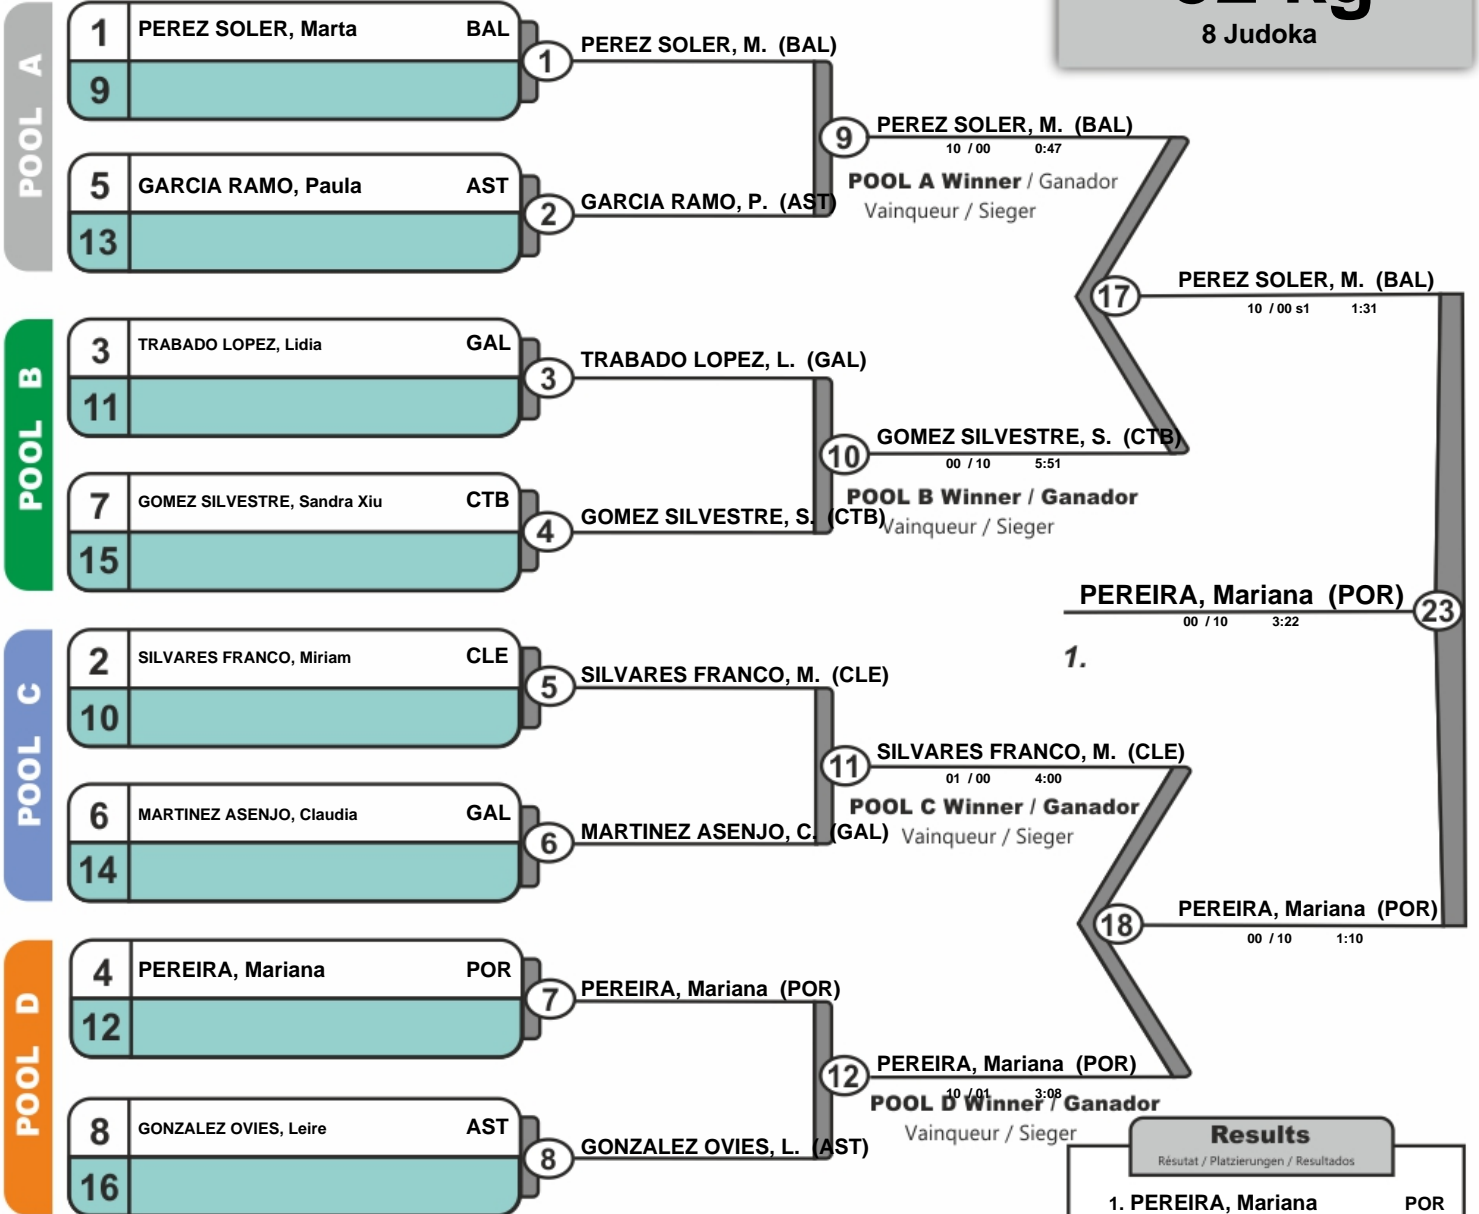 kg
8 Judoka
POOL A
1 PEREZ SOLER, Marta BAL
9
1
PEREZ SOLER, M. (BAL)
5 GARCIA RAMO, Paula AST
13
2
GARCIA RAMO, P. (AST)
9
PEREZ SOLER, M. (BAL)
10 / 00 0:47
POOL A Winner / Ganador
Vainqueur / Sieger
POOL B
3 TRABADO LOPEZ, Lidia GAL
11
3
TRABADO LOPEZ, L. (GAL)
7 GOMEZ SILVESTRE, Sandra Xiu CTB
15
4
GOMEZ SILVESTRE, S. (CTB)
10
GOMEZ SILVESTRE, S. (CTB)
00 / 10 5:51
POOL B Winner / Ganador
Vainqueur / Sieger
17
PEREZ SOLER, M. (BAL)
10 / 00 s1 1:31
PEREIRA, Mariana (POR)
23
00 / 10 3:22
1.
POOL C
2 SILVARES FRANCO, Miriam CLE
10
5
SILVARES FRANCO, M. (CLE)
6 MARTINEZ ASENJO, Claudia GAL
14
6
MARTINEZ ASENJO, C. (GAL)
11
SILVARES FRANCO, M. (CLE)
01 / 00 4:00
POOL C Winner / Ganador
Vainqueur / Sieger
18
PEREIRA, Mariana (POR)
00 / 10 1:10
POOL D
4 PEREIRA, Mariana POR
12
7
PEREIRA, Mariana (POR)
8 GONZALEZ OVIES, Leire AST
16
8
GONZALEZ OVIES, L. (AST)
12
PEREIRA, Mariana (POR)
10 / 01 3:08
POOL D Winner / Ganador
Vainqueur / Sieger
Results
Résutat / Platzierungen / Resultados
1. PEREIRA, Mariana POR